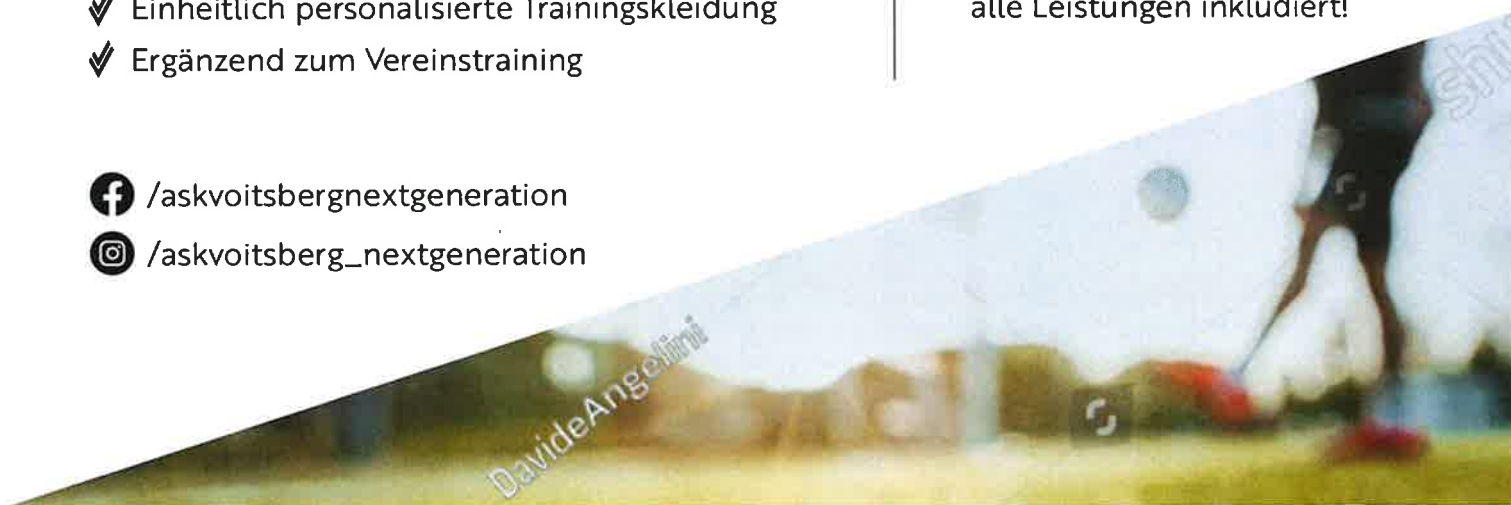 Einheitlich personalisierte Trainingskleidung
Ergänzend zum Vereinstraining
alle Leistungen inkludiert!
/askvoitsbergnextgeneration
/askvoitsberg_nextgeneration
DavideAngelini